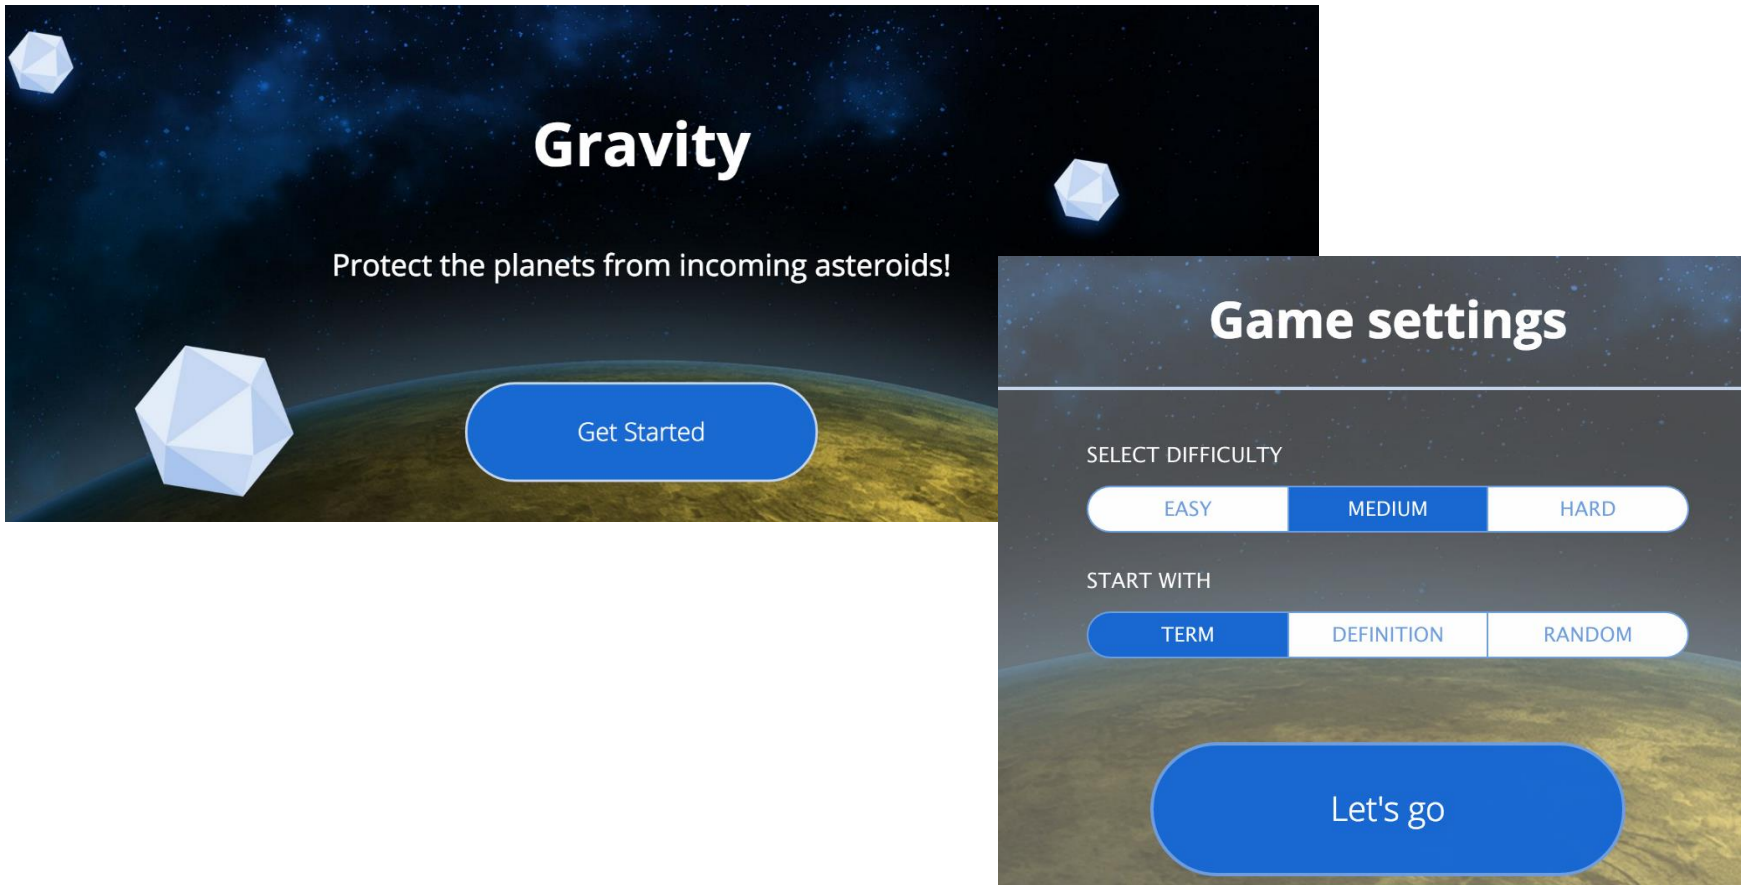 Gravity
Protect the planets from incoming asteroids!
Get Started
Game settings
SELECT DIFFICULTY
EASY MEDIUM HARD
START WITH
TERM DEFINITION RANDOM
Let's go